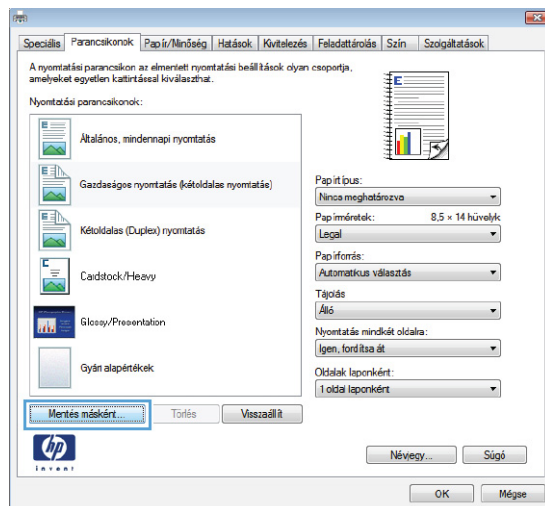 Speciális Parancsikonok Papír/Minőség Hatások Kivitelezés Feladattárolás Szín Szolgáltatások
A nyomtatási parancsikon az elmentett nyomtatási beállítások olyan csoportja,
amelyeket egyetlen kattintással kiválaszthat.
Nyomtatási parancsikonok:
Általános, mindennapi nyomtatás
Gazdaságos nyomtatás (kétoldalas nyomtatás)
Kétoldalas (Duplex) nyomtatás
Cardstock/Heavy
Glossy/Presentation
Gyári alapértékek
Mentés másként...
Törlés
Visszaállít
E
Papírtípus:
Nincs meghatározva
Papírméretek: 8,5 × 14 hüvelyk
Legal
Papírforrás:
Automatikus választás
Tájolás
Álló
Nyomtatás mindkét oldalra:
Igen, fordítsa át
Oldalak laponként:
1 oldal laponként
hp
invent
Névjegy...
Súgó
OK
Mégse